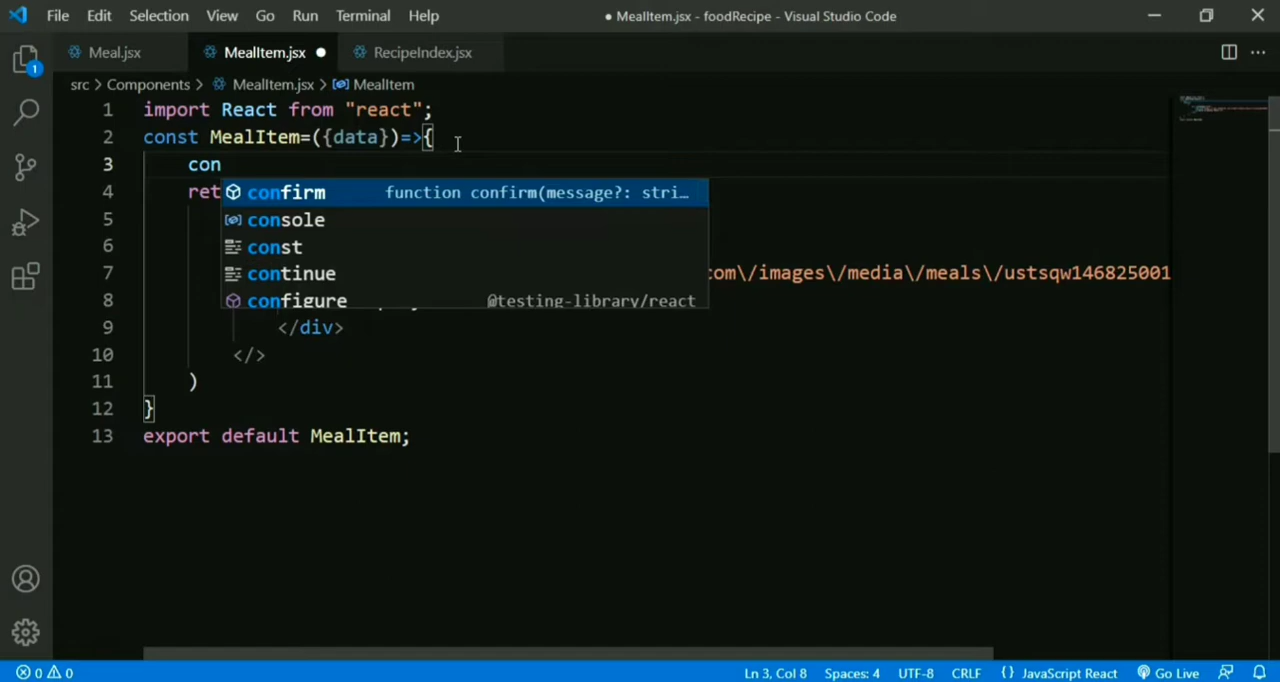 File Edit Selection View Go Run Terminal Help
● MealItem.jsx - foodRecipe - Visual Studio Code
Meal.jsx MealItem.jsx ● RecipeIndex.jsx
1
src > Components > MealItem.jsx > MealItem
1 import React from "react";
2 const MealItem=({data})=>{
3 con
4 ret
confirm function confirm(message?: stri…
console
5
const
6
continue
7 com\/images\/media\/meals\/ustsqw146825001
configure @testing-library/react
8
9 </div>
10 </>
11 )
12 }
13 export default MealItem;
0 0 Ln 3, Col 8 Spaces: 4 UTF-8 CRLF {} JavaScript React Go Live